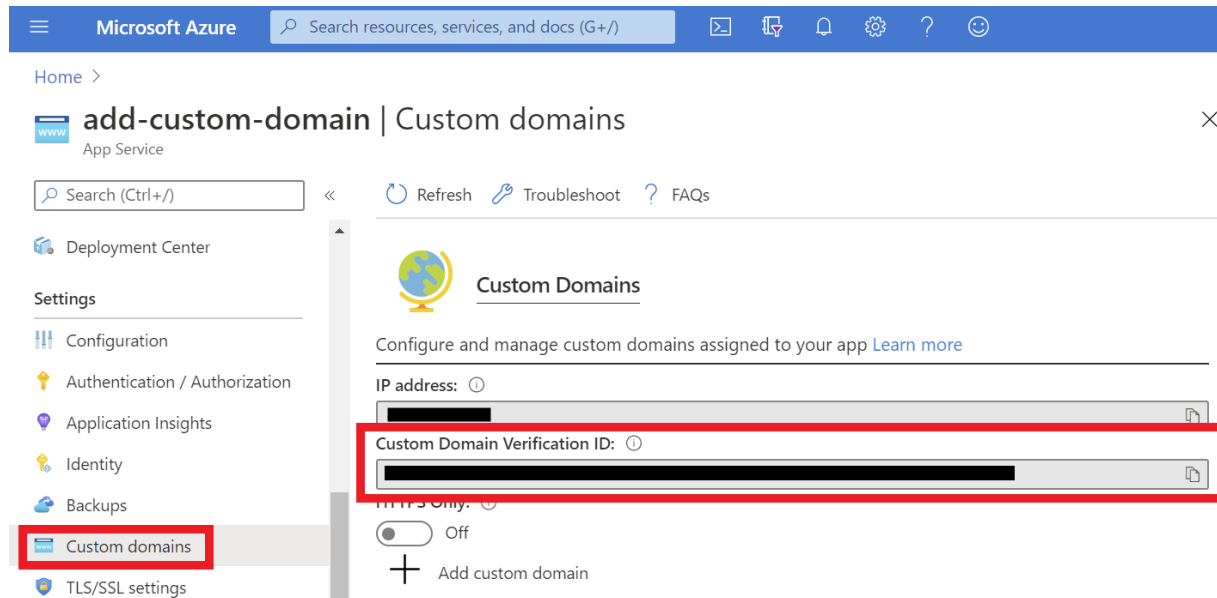 Microsoft Azure
Search resources, services, and docs (G+/)
Home >
www
add-custom-domain | Custom domains
App Service
Search (Ctrl+/)
«
Refresh
Troubleshoot
? FAQs
Deployment Center
Custom Domains
Settings
Configuration
Configure and manage custom domains assigned to your app Learn more
Authentication / Authorization
IP address:
Application Insights
Custom Domain Verification ID:
Identity
Backups
HTTPS Only:
Off
Custom domains
Add custom domain
TLS/SSL settings